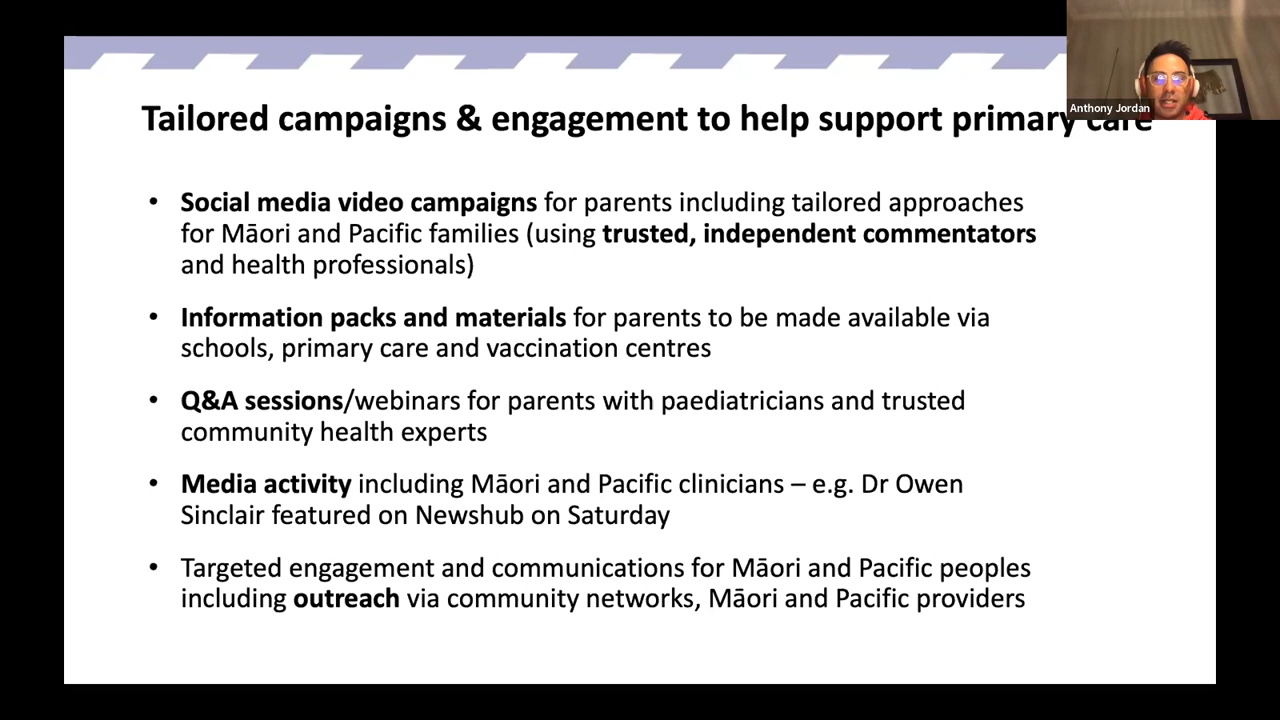 Anthony Jordan
Tailored campaigns & engagement to help support primary care
• Social media video campaigns for parents including tailored approaches
for Māori and Pacific families (using trusted, independent commentators
and health professionals)
• Information packs and materials for parents to be made available via
schools, primary care and vaccination centres
• Q&A sessions/webinars for parents with paediatricians and trusted
community health experts
• Media activity including Māori and Pacific clinicians – e.g. Dr Owen
Sinclair featured on Newshub on Saturday
• Targeted engagement and communications for Māori and Pacific peoples
including outreach via community networks, Māori and Pacific providers